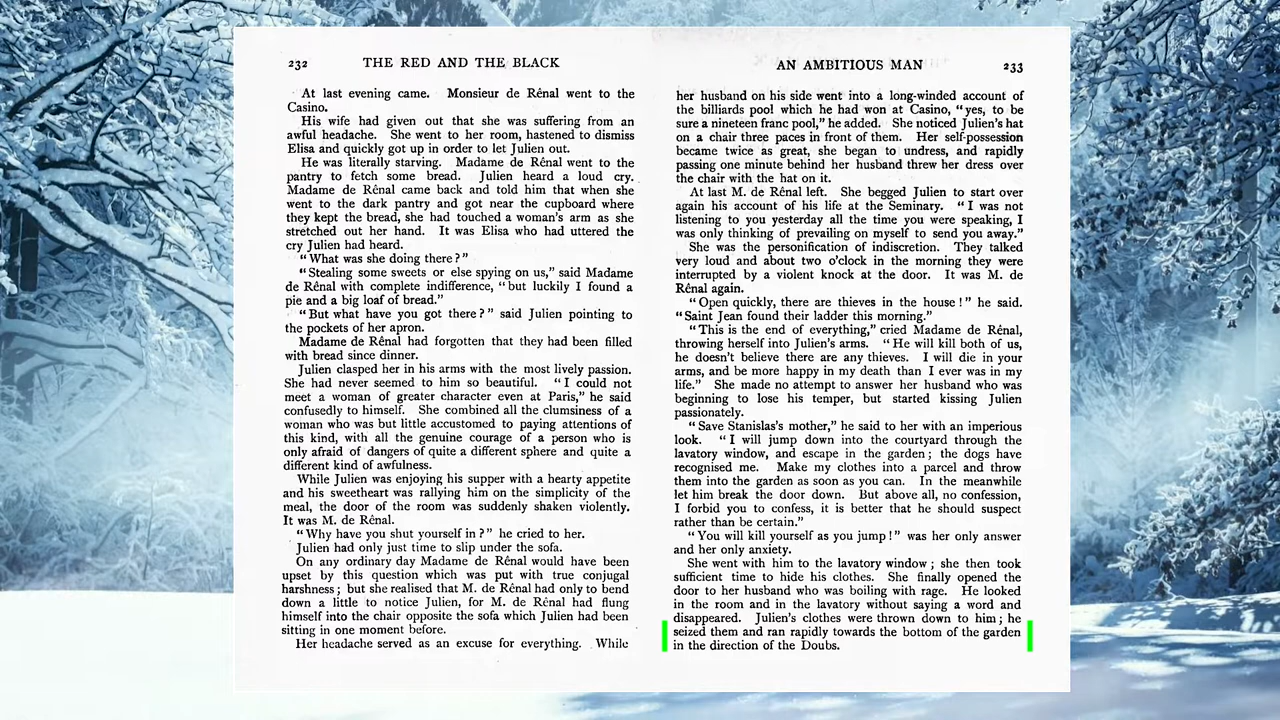 232 THE RED AND THE BLACK
At last evening came. Monsieur de Rênal went to the
Casino.
His wife had given out that she was suffering from an
awful headache. She went to her room, hastened to dismiss
Elisa and quickly got up in order to let Julien out.
He was literally starving. Madame de Rênal went to the
pantry to fetch some bread. Julien heard a loud cry.
Madame de Rênal came back and told him that when she
went to the dark pantry and got near the cupboard where
they kept the bread, she had touched a woman's arm as she
stretched out her hand. It was Elisa who had uttered the
cry Julien had heard.
"What was she doing there?"
"Stealing some sweets or else spying on us," said Madame
de Rênal with complete indifference, "but luckily I found a
pie and a big loaf of bread."
"But what have you got there?" said Julien pointing to
the pockets of her apron.
Madame de Rênal had forgotten that they had been filled
with bread since dinner.
Julien clasped her in his arms with the most lively passion.
She had never seemed to him so beautiful. "I could not
meet a woman of greater character even at Paris," he said
confusedly to himself. She combined all the clumsiness of a
woman who was but little accustomed to paying attentions of
this kind, with all the genuine courage of a person who is
only afraid of dangers of quite a different sphere and quite a
different kind of awfulness.
While Julien was enjoying his supper with a hearty appetite
and his sweetheart was rallying him on the simplicity of the
meal, the door of the room was suddenly shaken violently.
It was M. de Rênal.
"Why have you shut yourself in?" he cried to her.
Julien had only just time to slip under the sofa.
On any ordinary day Madame de Rênal would have been
upset by this question which was put with true conjugal
harshness; but she realised that M. de Rênal had only to bend
down a little to notice Julien, for M. de Rênal had flung
himself into the chair opposite the sofa which Julien had been
sitting in one moment before.
Her headache served as an excuse for everything. While
AN AMBITIOUS MAN 233
her husband on his side went into a long-winded account of
the billiards pool which he had won at Casino, "yes, to be
sure a nineteen franc pool," he added. She noticed Julien's hat
on a chair three paces in front of them. Her self-possession
became twice as great, she began to undress, and rapidly
passing one minute behind her husband threw her dress over
the chair with the hat on it.
At last M. de Rênal left. She begged Julien to start over
again his account of his life at the Seminary. "I was not
listening to you yesterday all the time you were speaking, I
was only thinking of prevailing on myself to send you away."
She was the personification of indiscretion. They talked
very loud and about two o'clock in the morning they were
interrupted by a violent knock at the door. It was M. de
Rênal again.
"Open quickly, there are thieves in the house!" he said.
"Saint Jean found their ladder this morning."
"This is the end of everything," cried Madame de Rênal,
throwing herself into Julien's arms. "He will kill both of us,
he doesn't believe there are any thieves. I will die in your
arms, and be more happy in my death than I ever was in my
life." She made no attempt to answer her husband who was
beginning to lose his temper, but started kissing Julien
passionately.
"Save Stanislas's mother," he said to her with an imperious
look. "I will jump down into the courtyard through the
lavatory window, and escape in the garden; the dogs have
recognised me. Make my clothes into a parcel and throw
them into the garden as soon as you can. In the meanwhile
let him break the door down. But above all, no confession,
I forbid you to confess, it is better that he should suspect
rather than be certain."
"You will kill yourself as you jump!" was her only answer
and her only anxiety.
She went with him to the lavatory window; she then took
sufficient time to hide his clothes. She finally opened the
door to her husband who was boiling with rage. He looked
in the room and in the lavatory without saying a word and
disappeared. Julien's clothes were thrown down to him; he
seized them and ran rapidly towards the bottom of the garden
in the direction of the Doubs.